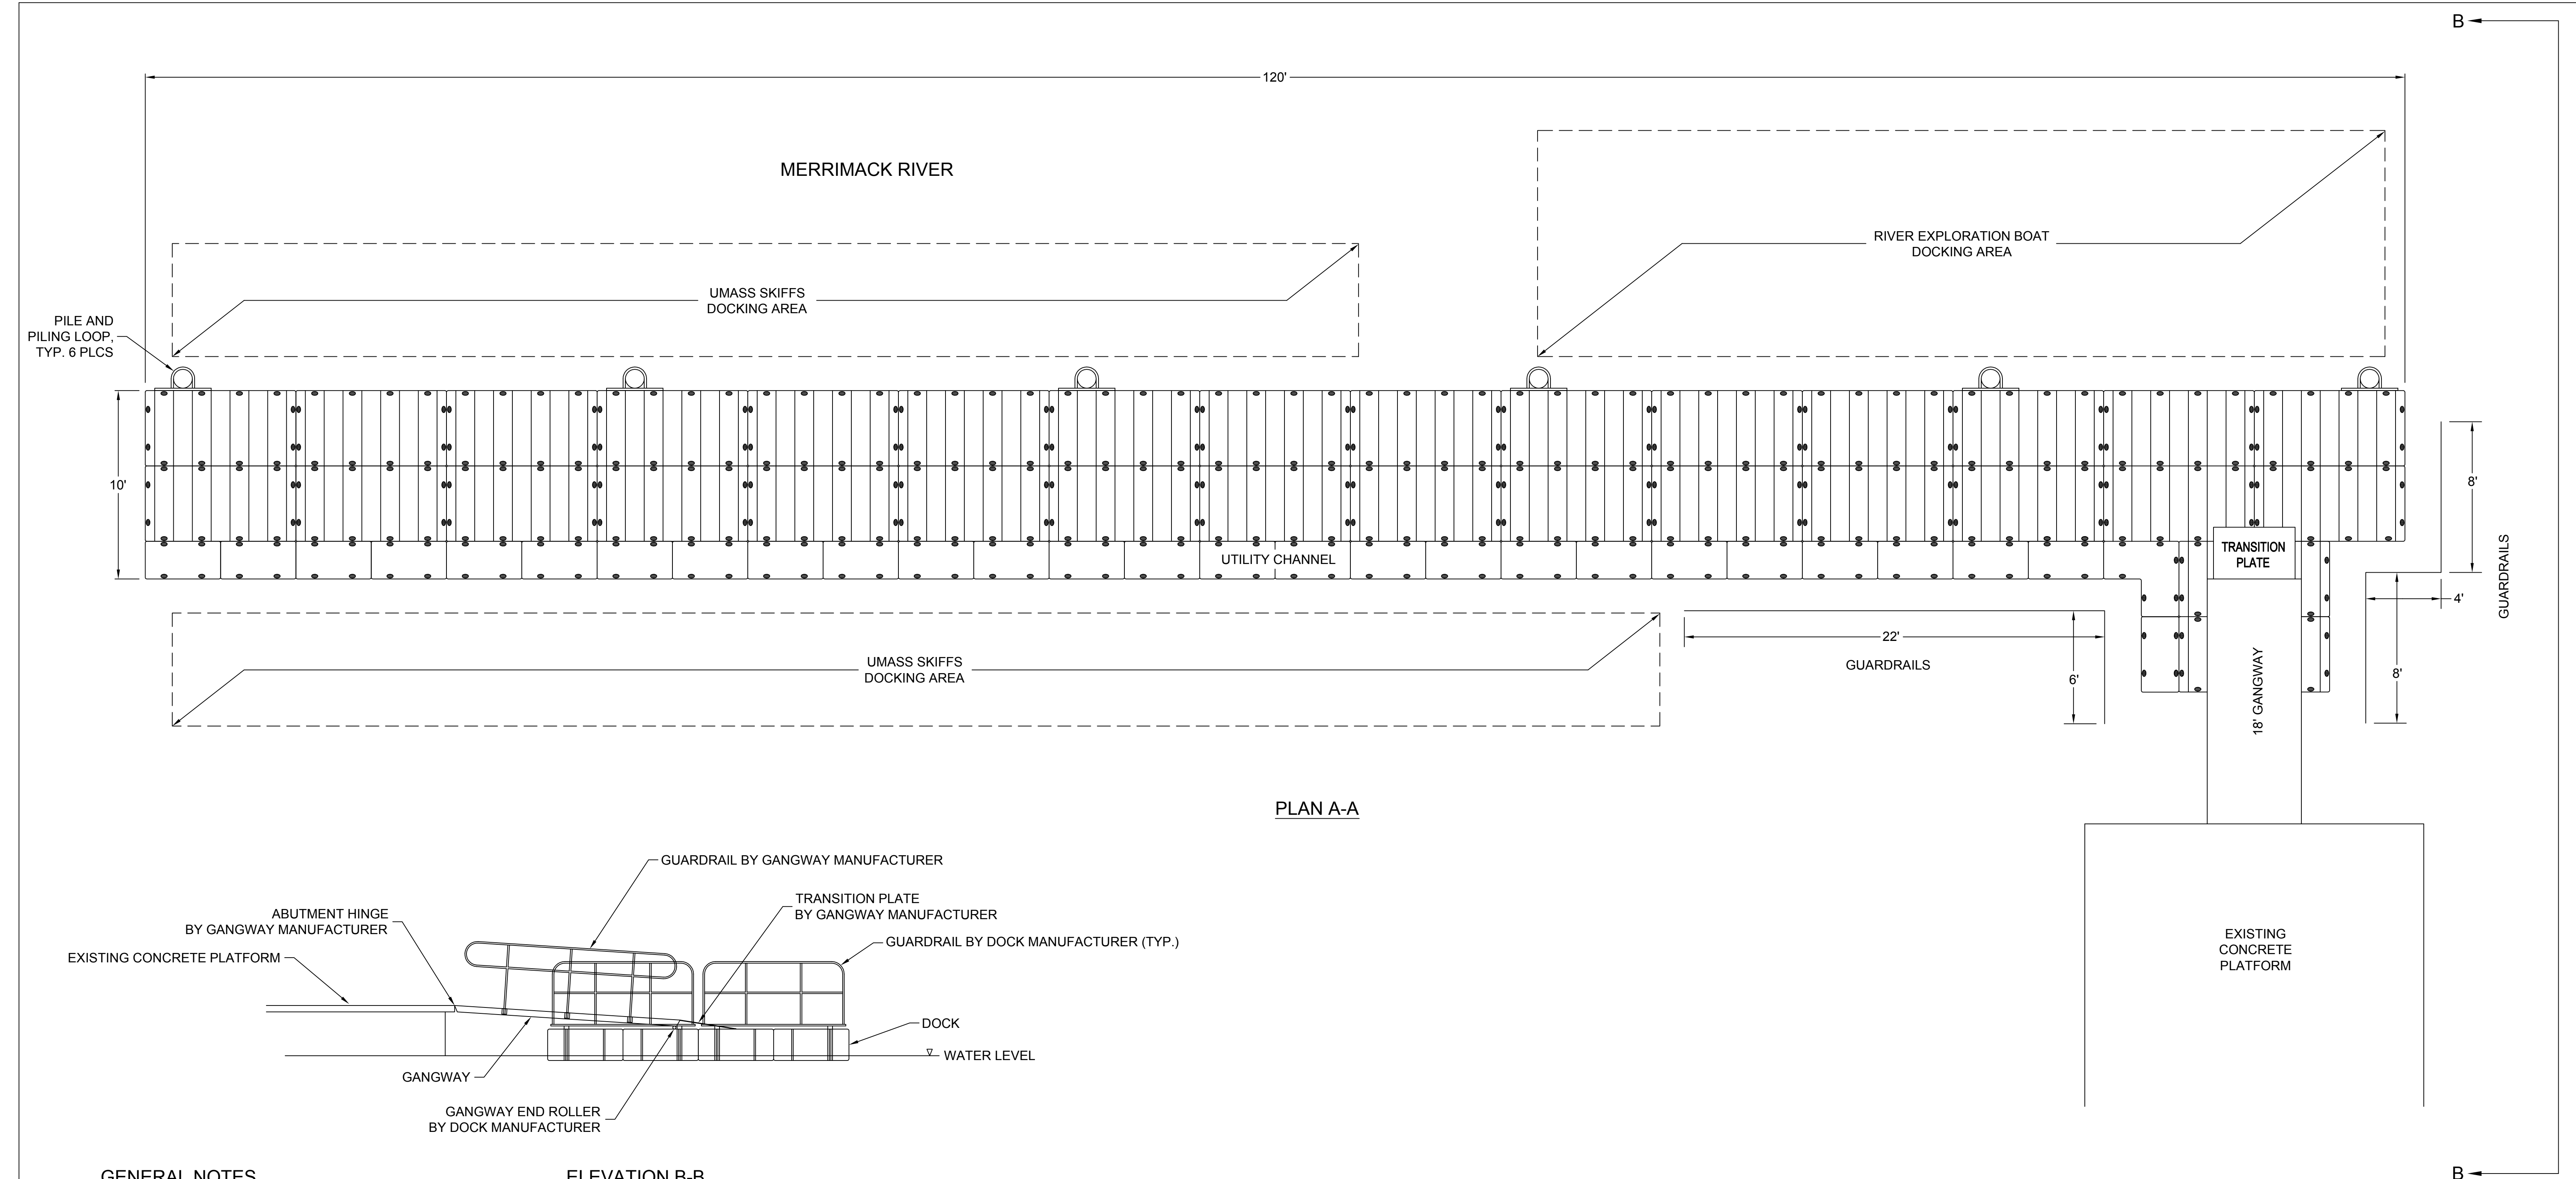 B
120'
MERRIMACK RIVER
RIVER EXPLORATION BOAT
DOCKING AREA
UMASS SKIFFS
DOCKING AREA
PILE AND
PILING LOOP,
TYP. 6 PLCS
10'
8'
UTILITY CHANNEL
TRANSITION
PLATE
GUARDRAILS
4'
22'
GUARDRAILS
6'
UMASS SKIFFS
DOCKING AREA
18' GANGWAY
8'
PLAN A-A
GUARDRAIL BY GANGWAY MANUFACTURER
TRANSITION PLATE
BY GANGWAY MANUFACTURER
ABUTMENT HINGE
BY GANGWAY MANUFACTURER
GUARDRAIL BY DOCK MANUFACTURER (TYP.)
EXISTING CONCRETE PLATFORM
EXISTING
CONCRETE
PLATFORM
DOCK
WATER LEVEL
GANGWAY
GANGWAY END ROLLER
BY DOCK MANUFACTURER
GENERAL NOTES
ELEVATION B-B
B